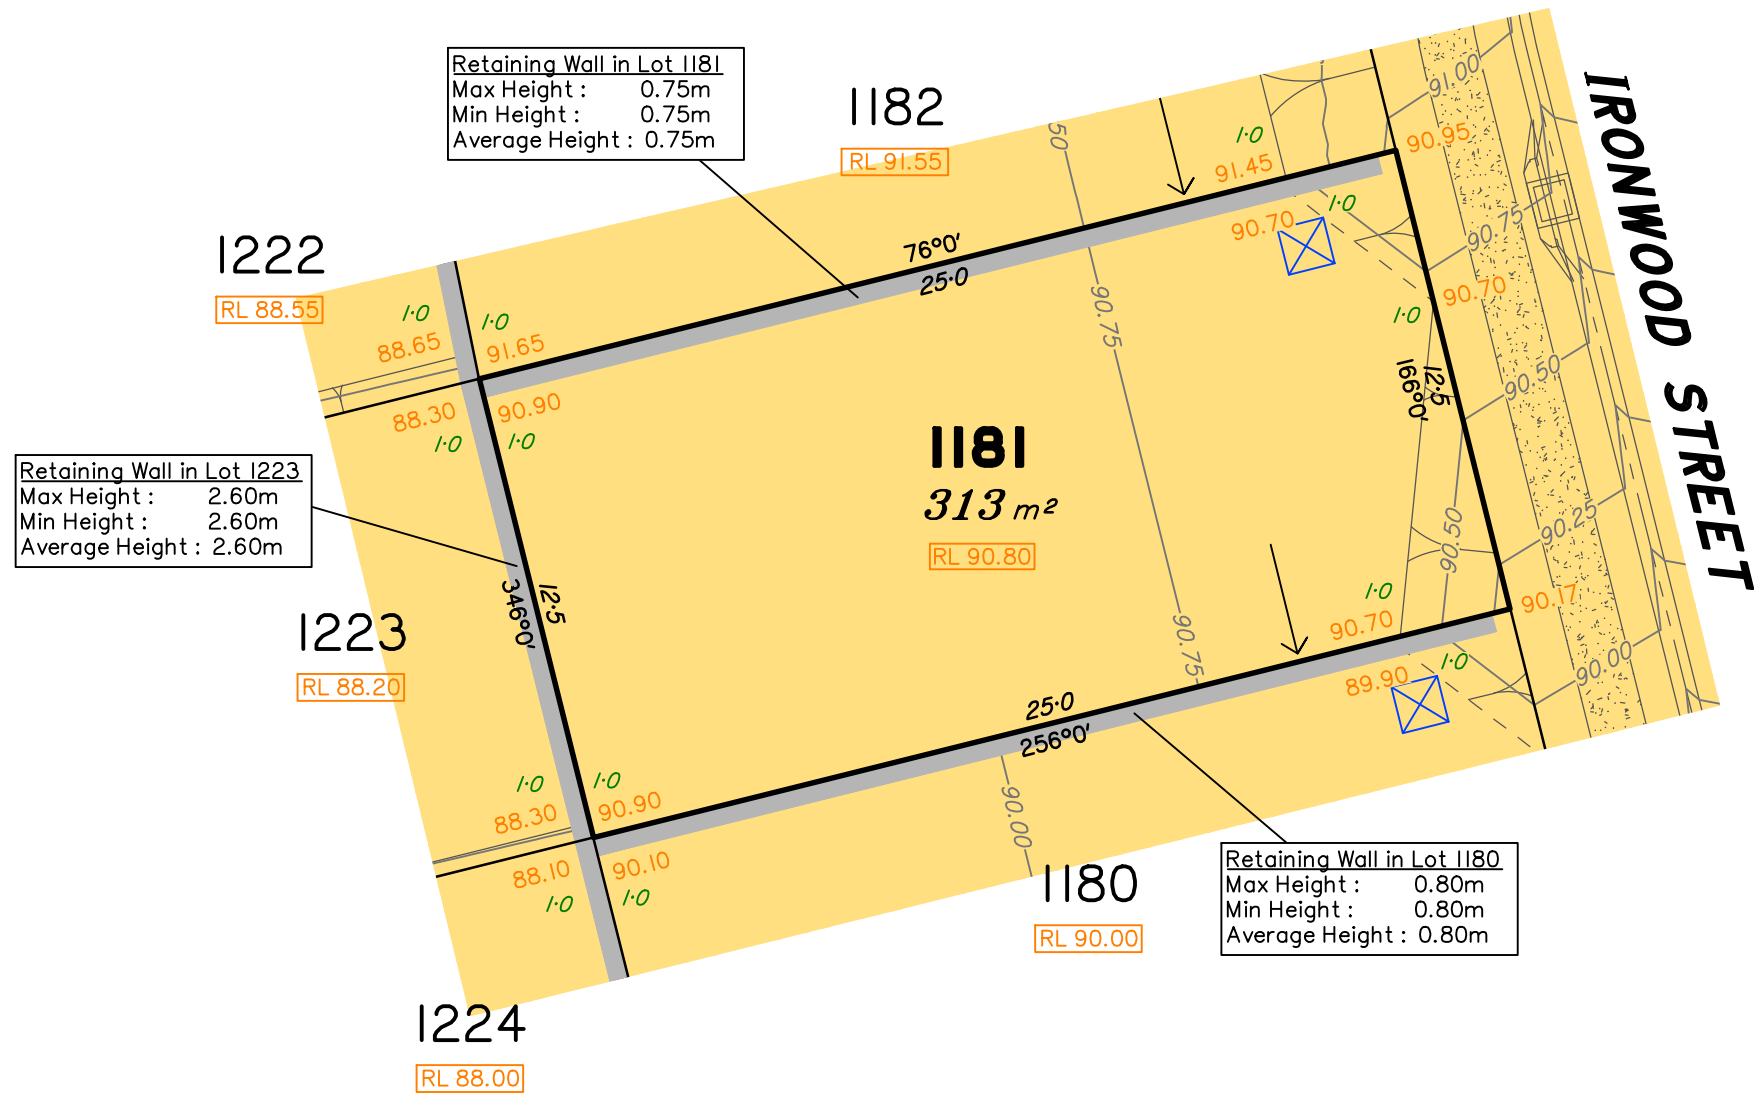 Retaining Wall in Lot 1181
Max Height : 0.75m
Min Height : 0.75m
Average Height : 0.75m
1182
RL 91.55
IRONWOOD STREET
91.00
90.95
1.0
91.45
50
1.0
90.70
90.75
1222
RL 88.55
76°0'
25.0
1.0
88.65
1.0
91.65
90.75
90.70
1.0
88.30
90.90
1.0
1.0
166°0'
12.5
90.50
1181
313 m²
RL 90.80
Retaining Wall in Lot 1223
Max Height : 2.60m
Min Height : 2.60m
Average Height : 2.60m
90.50
90.25
346°0'
12.5
1223
RL 88.20
1.0
90.70
90.17
90.75
1.0
89.90
90.00
25.0
256°0'
1.0
88.30
1.0
90.90
90.00
88.10
90.10
1.0
1.0
1180
RL 90.00
Retaining Wall in Lot 1180
Max Height : 0.80m
Min Height : 0.80m
Average Height : 0.80m
1224
RL 88.00